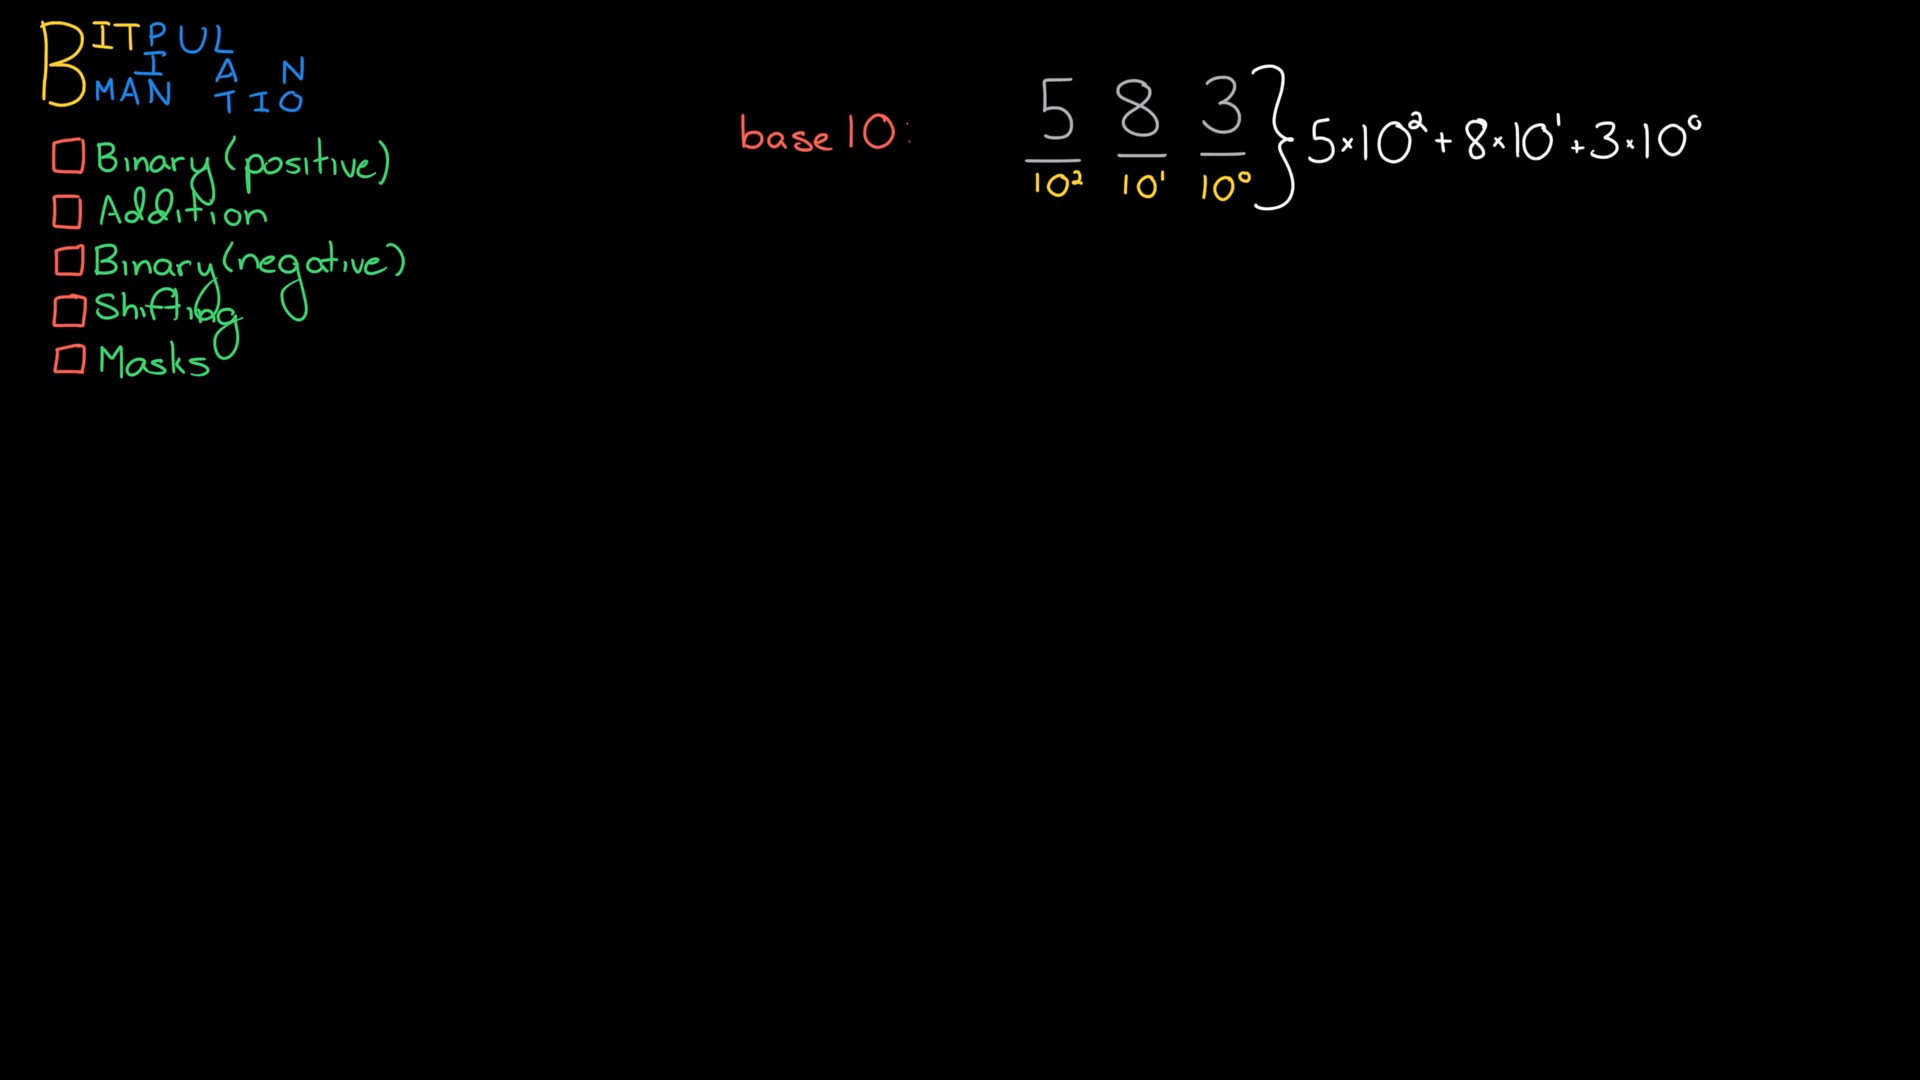 BIT MANIPULATION
Binary (positive)
Addition
Binary (negative)
Shifting
Masks
base 10:
5 8 3 } 5×10² + 8×10¹ + 3×10⁰
10² 10¹ 10⁰